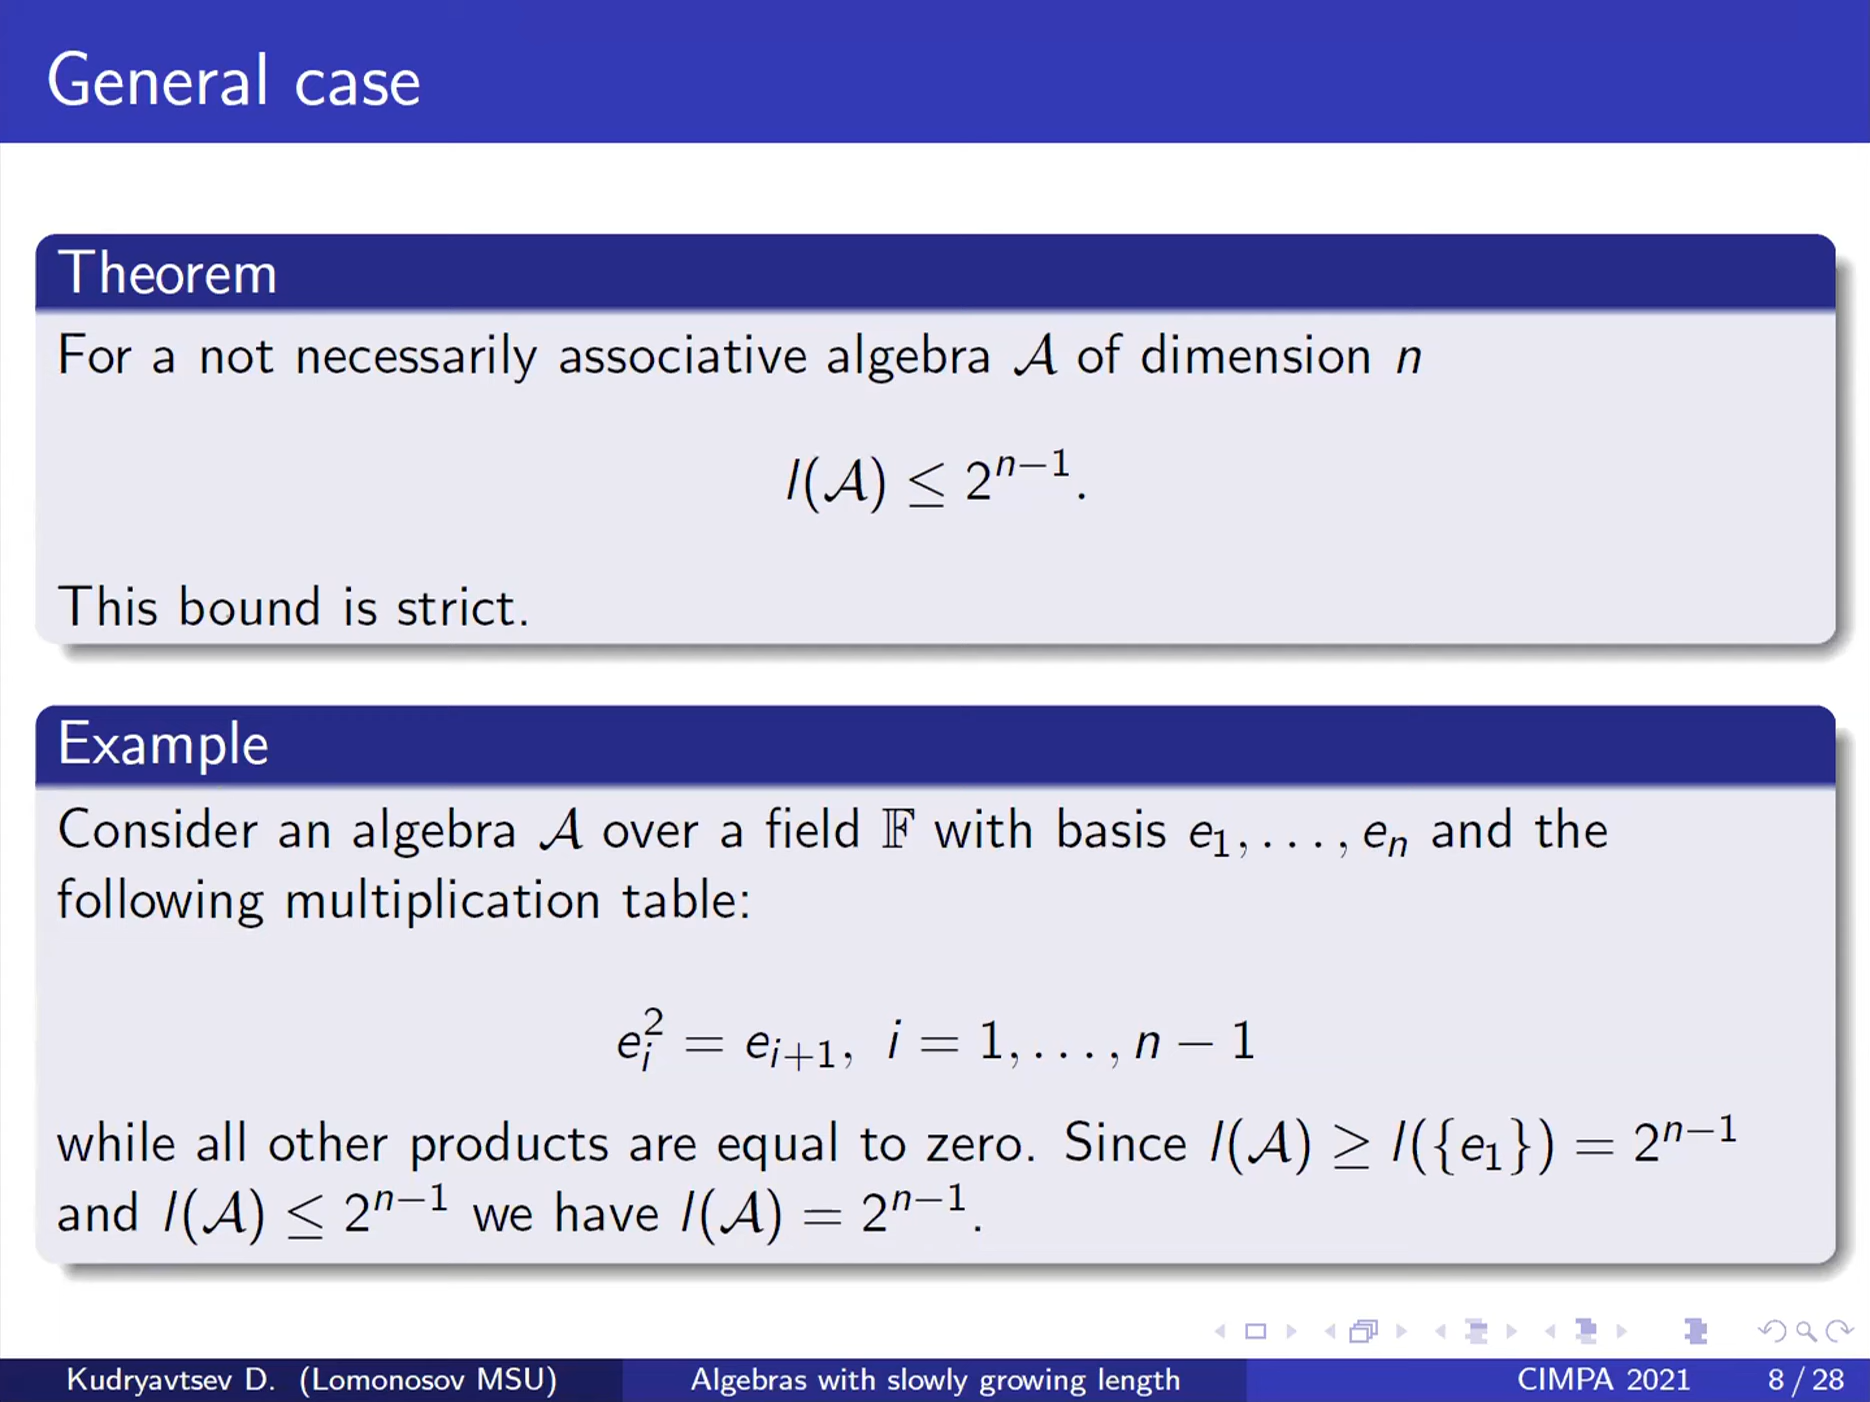 General case
Theorem
For a not necessarily associative algebra 𝒜 of dimension n
l(𝒜) ≤ 2^{n−1}.
This bound is strict.
Example
Consider an algebra 𝒜 over a field 𝔽 with basis e_1, . . . , e_n and the
following multiplication table:
e_i^2 = e_{i+1}, i = 1, . . . , n − 1
while all other products are equal to zero. Since l(𝒜) ≥ l({e_1}) = 2^{n−1}
and l(𝒜) ≤ 2^{n−1} we have l(𝒜) = 2^{n−1}.
Kudryavtsev D. (Lomonosov MSU) Algebras with slowly growing length CIMPA 2021 8 / 28